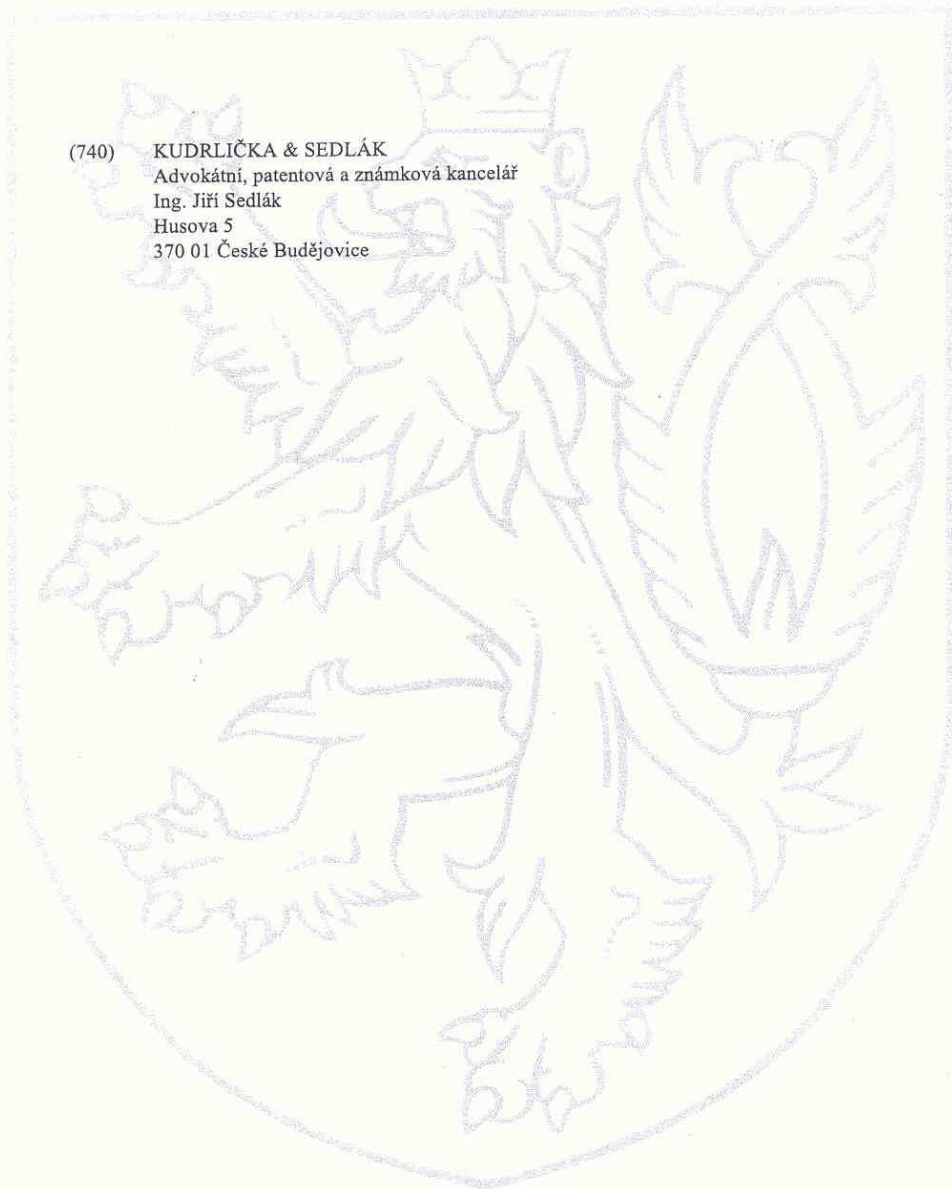 (740) KUDRLIČKA & SEDLÁK
Advokátní, patentová a známková kancelář
Ing. Jiří Sedlák
Husova 5
370 01 České Budějovice